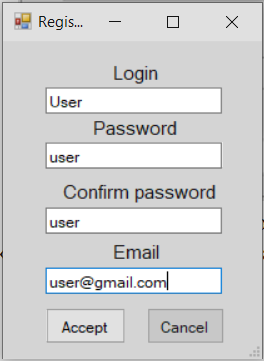 Regis...
Login
User
Password
user
Confirm password
user
Email
user@gmail.com
Accept Cancel